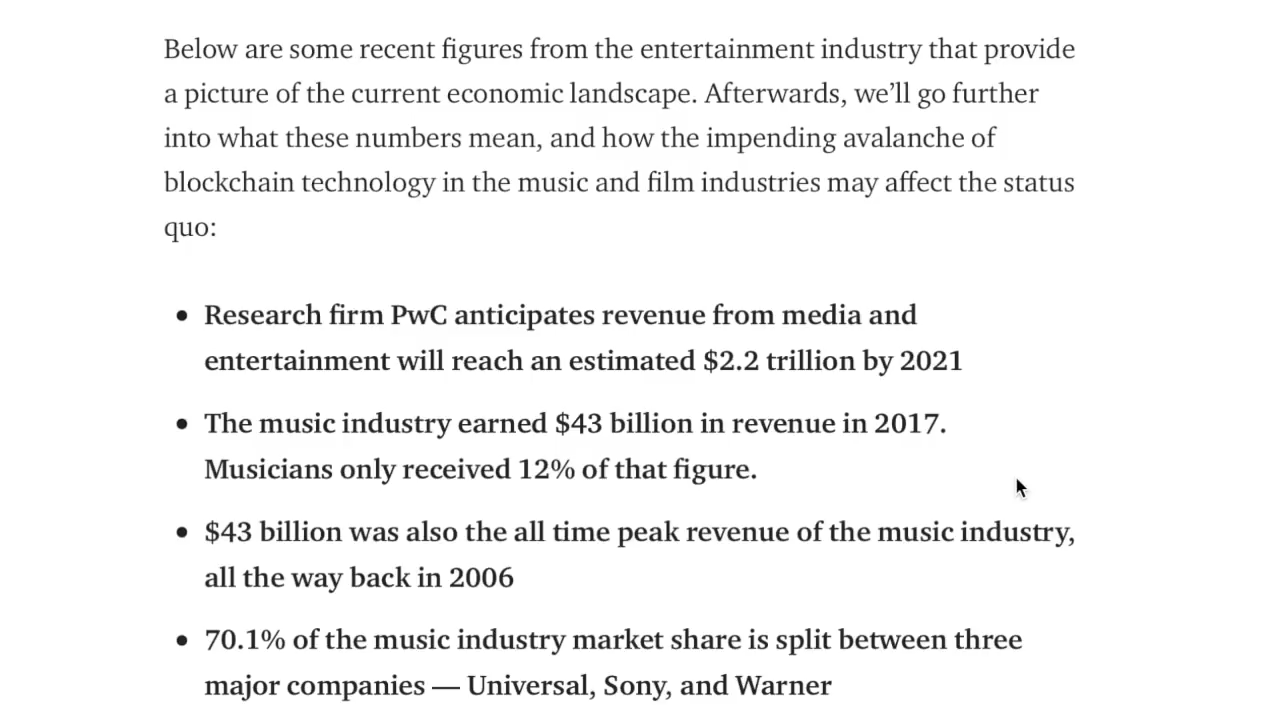 Below are some recent figures from the entertainment industry that provide
a picture of the current economic landscape. Afterwards, we’ll go further
into what these numbers mean, and how the impending avalanche of
blockchain technology in the music and film industries may affect the status
quo:
• Research firm PwC anticipates revenue from media and
entertainment will reach an estimated $2.2 trillion by 2021
• The music industry earned $43 billion in revenue in 2017.
Musicians only received 12% of that figure.
• $43 billion was also the all time peak revenue of the music industry,
all the way back in 2006
• 70.1% of the music industry market share is split between three
major companies — Universal, Sony, and Warner